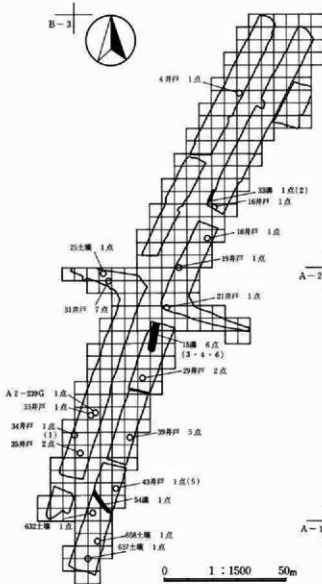 B-3
4井戸 1点
33溝 1点(2)
16井戸 1点
18井戸 1点
25土壙 1点
19井戸 1点
A-2
31井戸 7点
21井戸 1点
15溝 6点
(3・4・6)
29井戸 2点
A2-239G 1点
33井戸 1点
34井戸 1点
(1)
35井戸 2点
39井戸 5点
43井戸 1点(5)
54溝 1点
632土壙 1点
A-1
658土壙 1点
637土壙 1点
0 1:1500 50m